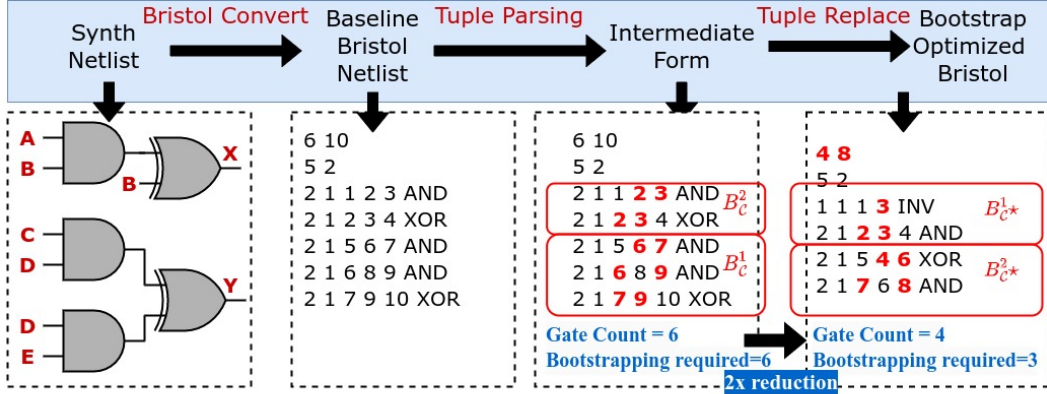 Synth
Netlist
Bristol Convert
Baseline
Bristol
Netlist
Tuple Parsing
Intermediate
Form
Tuple Replace
Bootstrap
Optimized
Bristol
A
B
B
X
C
D
D
E
Y
6 10
5 2
2 1 1 2 3 AND
2 1 2 3 4 XOR
2 1 5 6 7 AND
2 1 6 8 9 AND
2 1 7 9 10 XOR
6 10
5 2
2 1 1 2 3 AND
2 1 2 3 4 XOR
B²_C
2 1 5 6 7 AND
2 1 6 8 9 AND
2 1 7 9 10 XOR
B¹_C
Gate Count = 6
Bootstrapping required=6
2x reduction
4 8
5 2
1 1 1 3 INV
2 1 2 3 4 AND
B¹_C⋆
2 1 5 4 6 XOR
2 1 7 6 8 AND
B²_C⋆
Gate Count = 4
Bootstrapping required=3